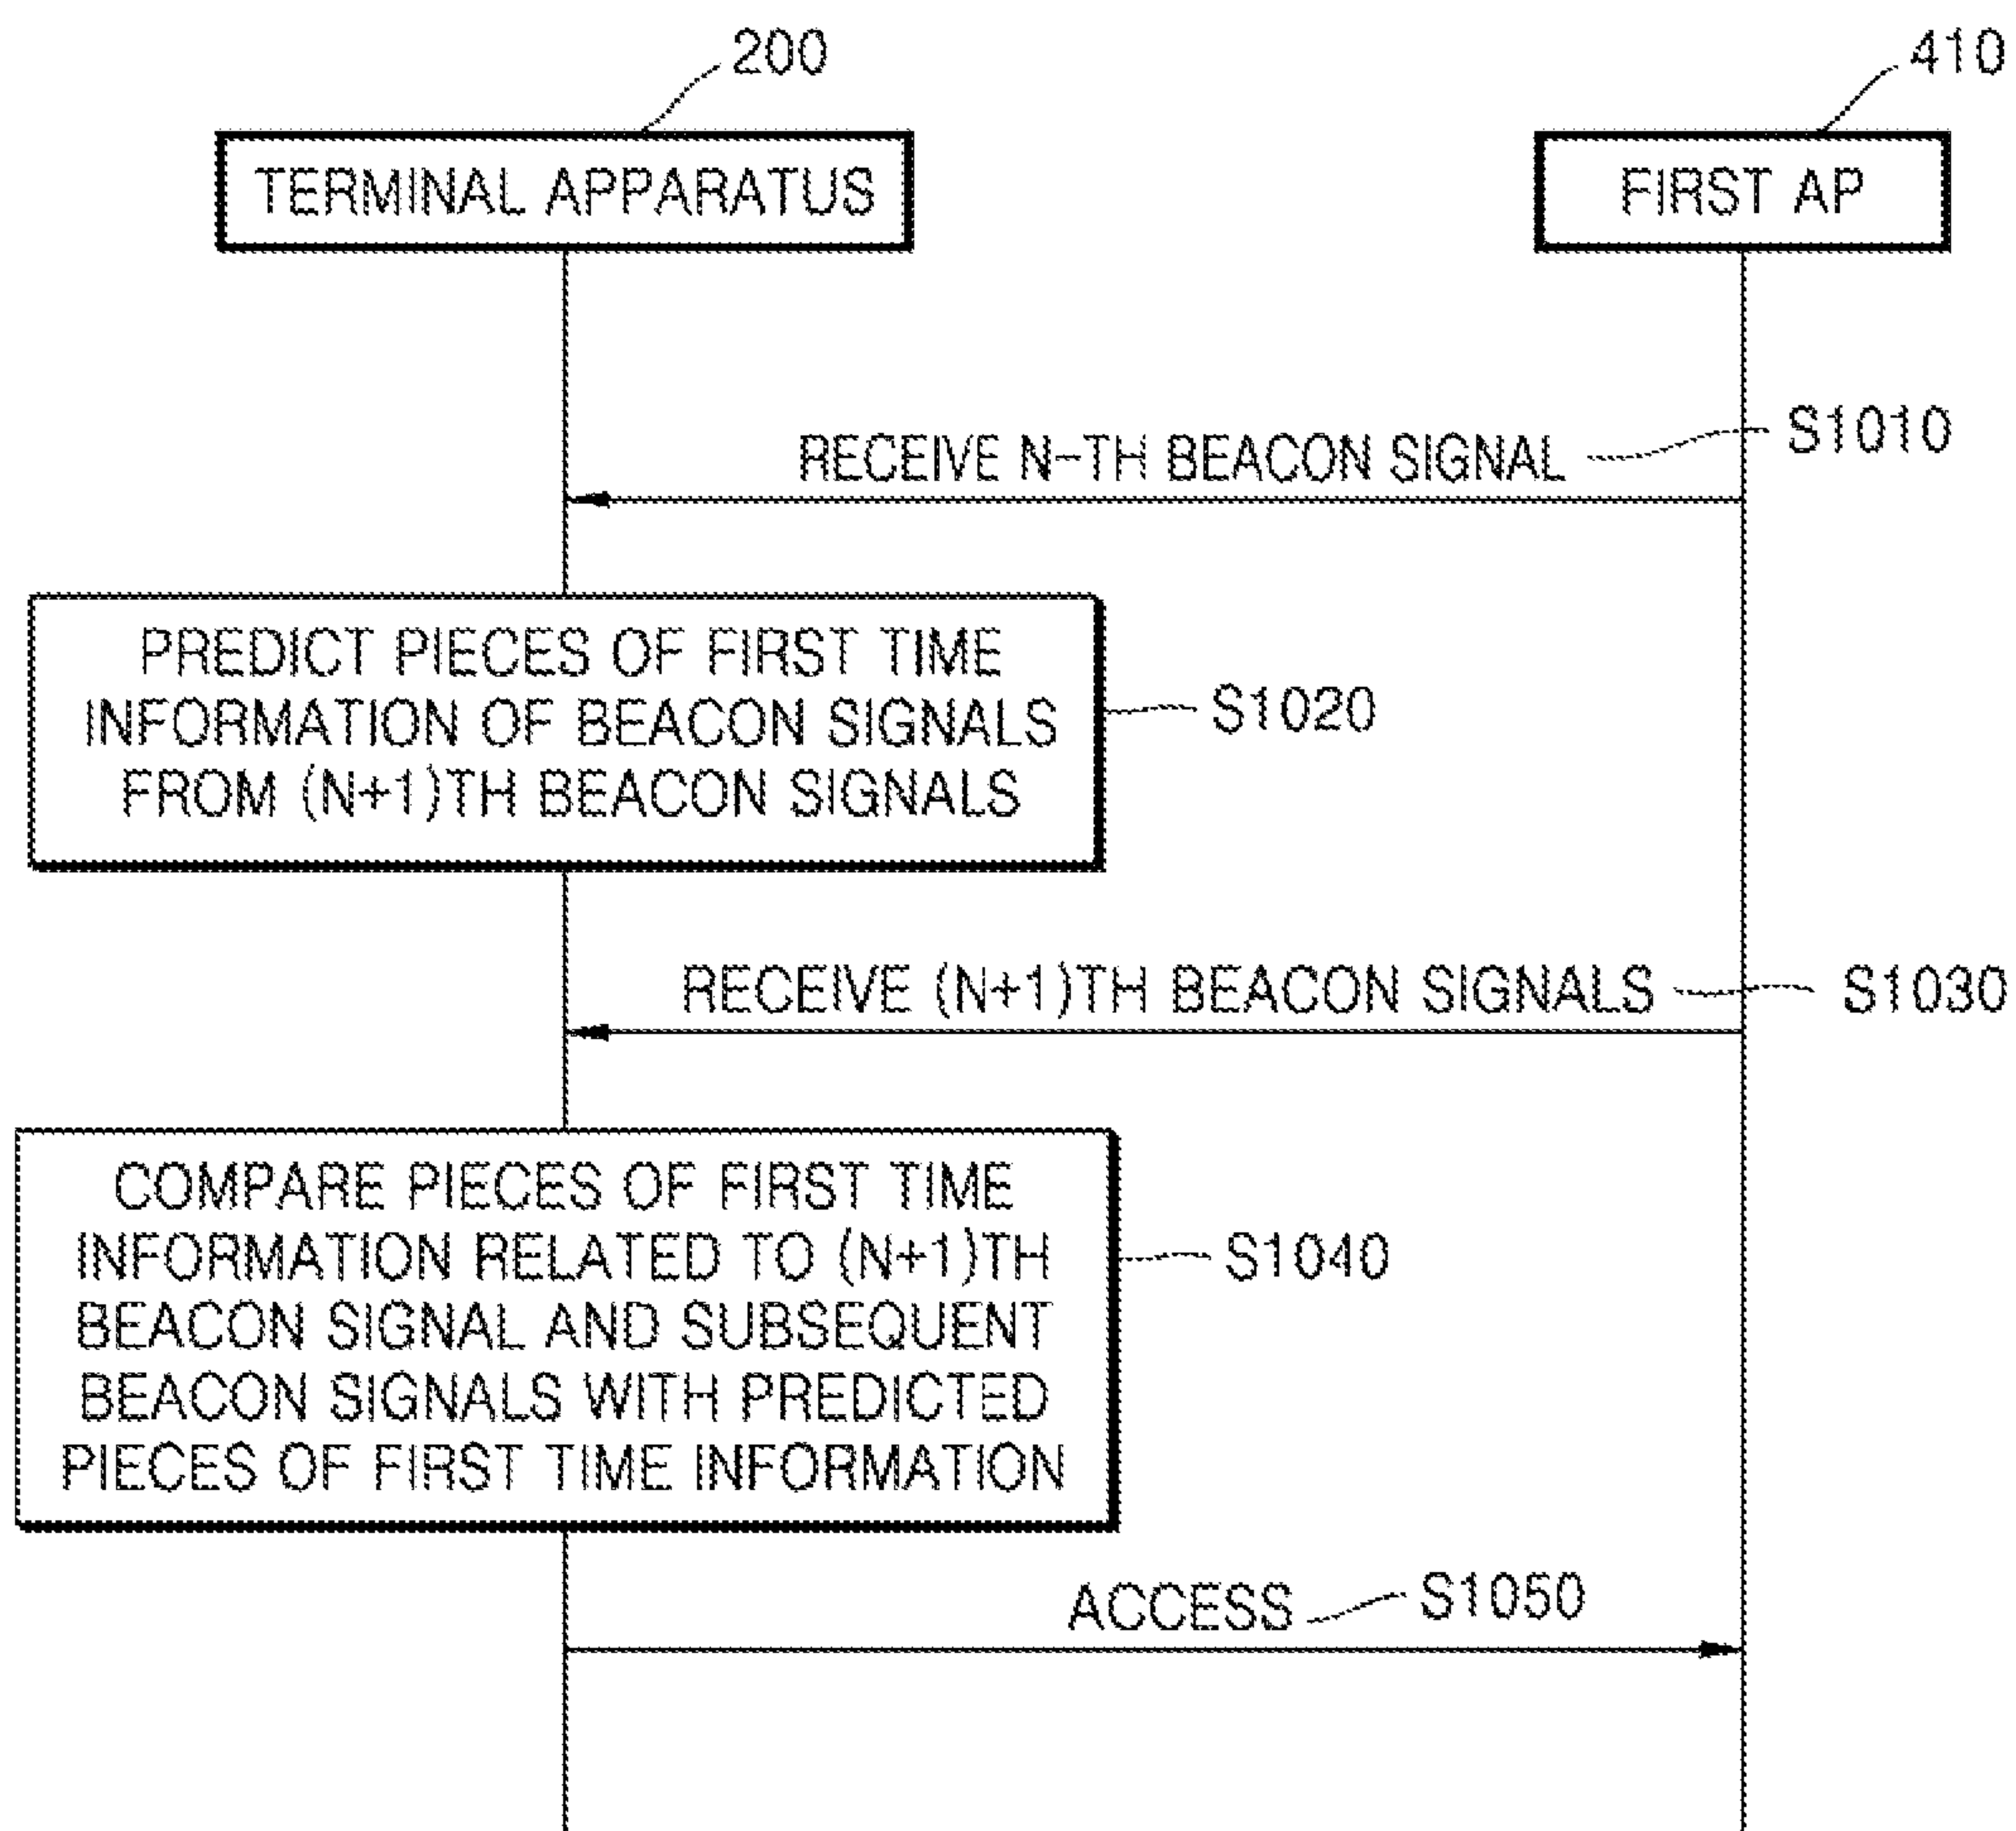 200
410
TERMINAL APPARATUS
FIRST AP
RECEIVE N-TH BEACON SIGNAL
S1010
PREDICT PIECES OF FIRST TIME
INFORMATION OF BEACON SIGNALS
FROM (N+1)TH BEACON SIGNALS
S1020
RECEIVE (N+1)TH BEACON SIGNALS
S1030
COMPARE PIECES OF FIRST TIME
INFORMATION RELATED TO (N+1)TH
BEACON SIGNAL AND SUBSEQUENT
BEACON SIGNALS WITH PREDICTED
PIECES OF FIRST TIME INFORMATION
S1040
ACCESS
S1050